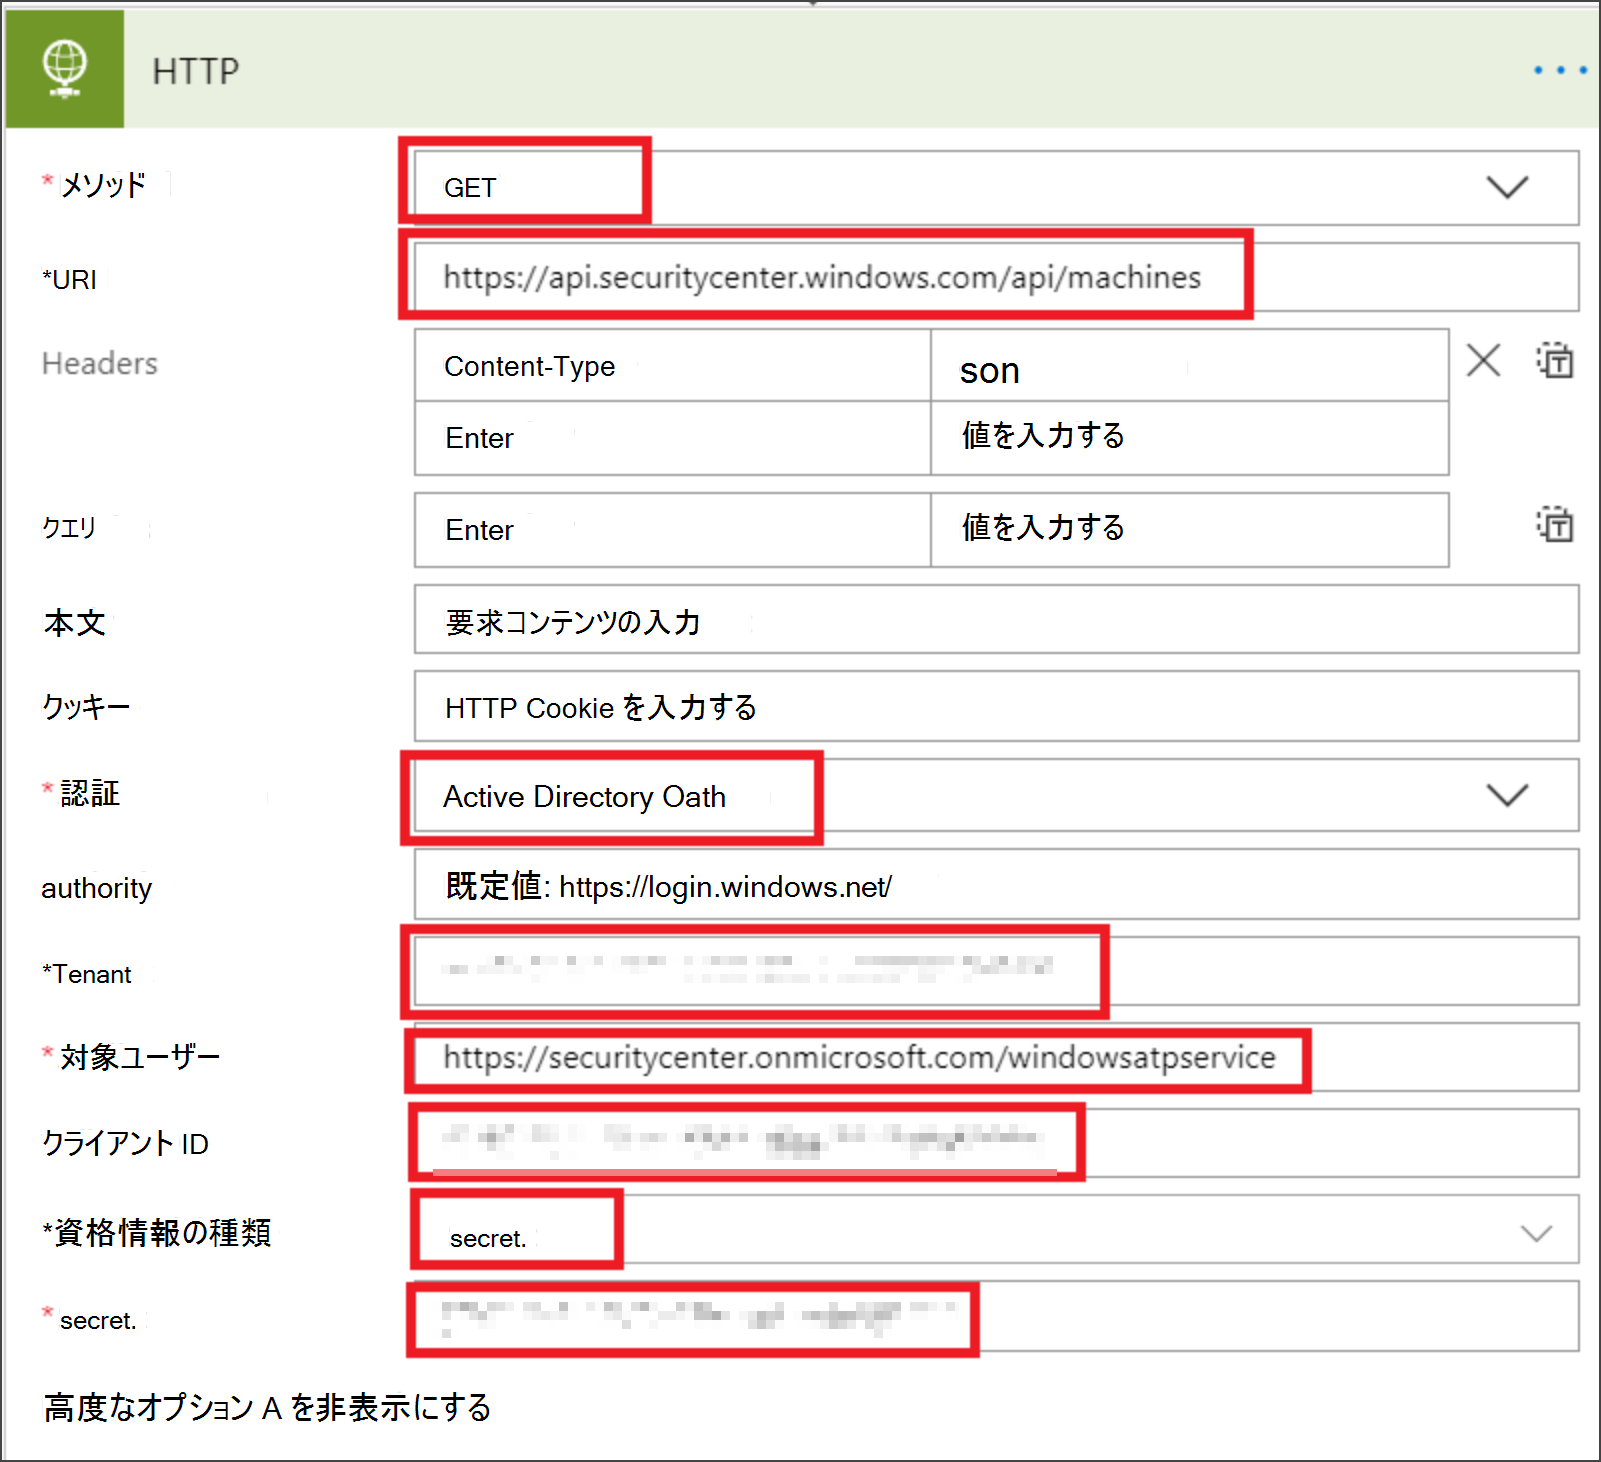 HTTP
*メソッド GET
*URI https://api.securitycenter.windows.com/api/machines
Headers Content-Type son
Enter 値を入力する
クエリ Enter 値を入力する
本文 要求コンテンツの入力
クッキー HTTP Cookie を入力する
*認証 Active Directory Oath
authority 既定値: https://login.windows.net/
*Tenant
*対象ユーザー https://securitycenter.onmicrosoft.com/windowsatpservice
クライアント ID
*資格情報の種類 secret.
*secret.
高度なオプション A を非表示にする